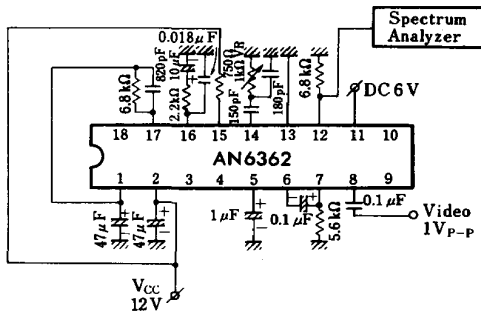 Spectrum
Analyzer
0.018μF
820pF
10μF
750Ω
1kΩ VR
6.8kΩ
2.2kΩ
150pF
180pF
6.8kΩ
DC 6V
18 17 16 15 14 13 12 11 10
AN6362
1 2 3 4 5 6 7 8 9
47μF
47μF
1μF
0.1μF
5.6kΩ
0.1μF
Video
1VP-P
VCC
12V